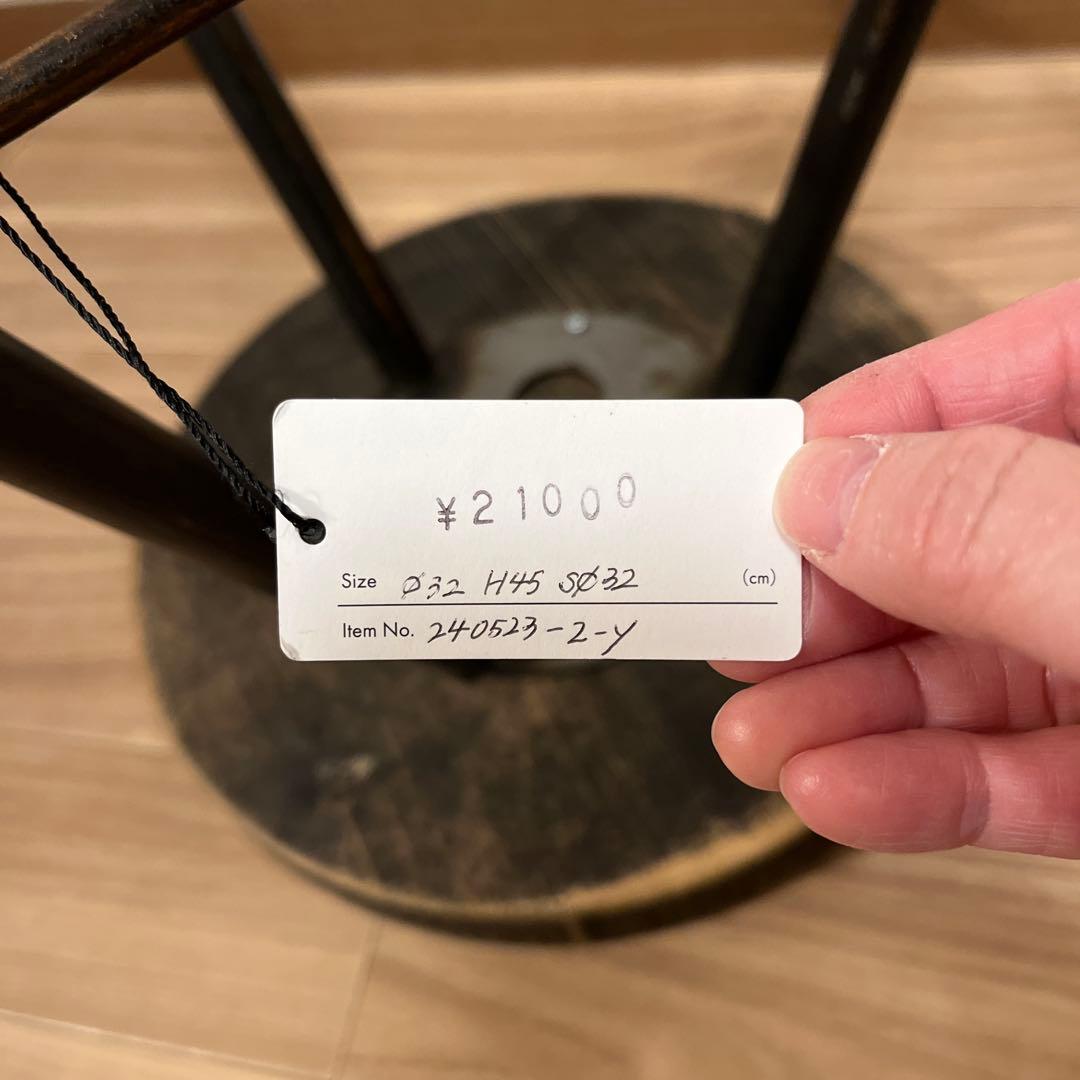 ¥21000
Size ø32 H45 Sø32 (cm)
Item No. 240523-2-y